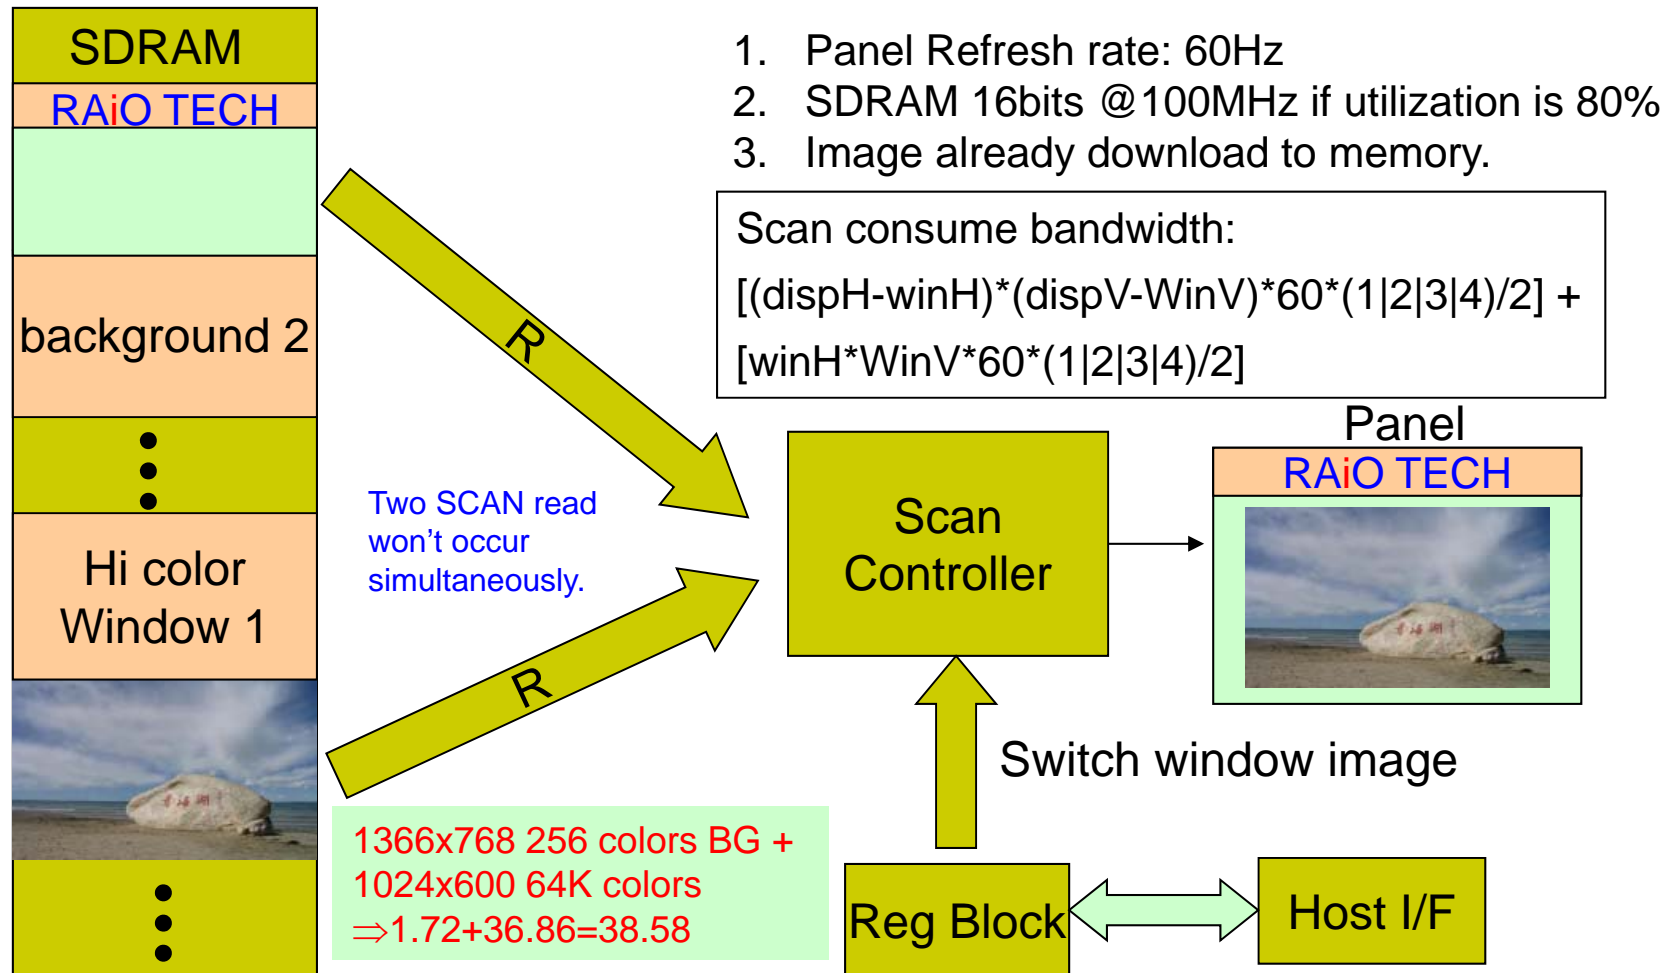 SDRAM
RAiO TECH
background 2
Hi color
Window 1
1. Panel Refresh rate: 60Hz
2. SDRAM 16bits @100MHz if utilization is 80%
3. Image already download to memory.
Scan consume bandwidth:
[(dispH-winH)*(dispV-WinV)*60*(1|2|3|4)/2] +
[winH*WinV*60*(1|2|3|4)/2]
R
Two SCAN read
won't occur
simultaneously.
R
Scan
Controller
Panel
RAiO TECH
Switch window image
1366x768 256 colors BG +
1024x600 64K colors
⇒1.72+36.86=38.58
Reg Block
Host I/F